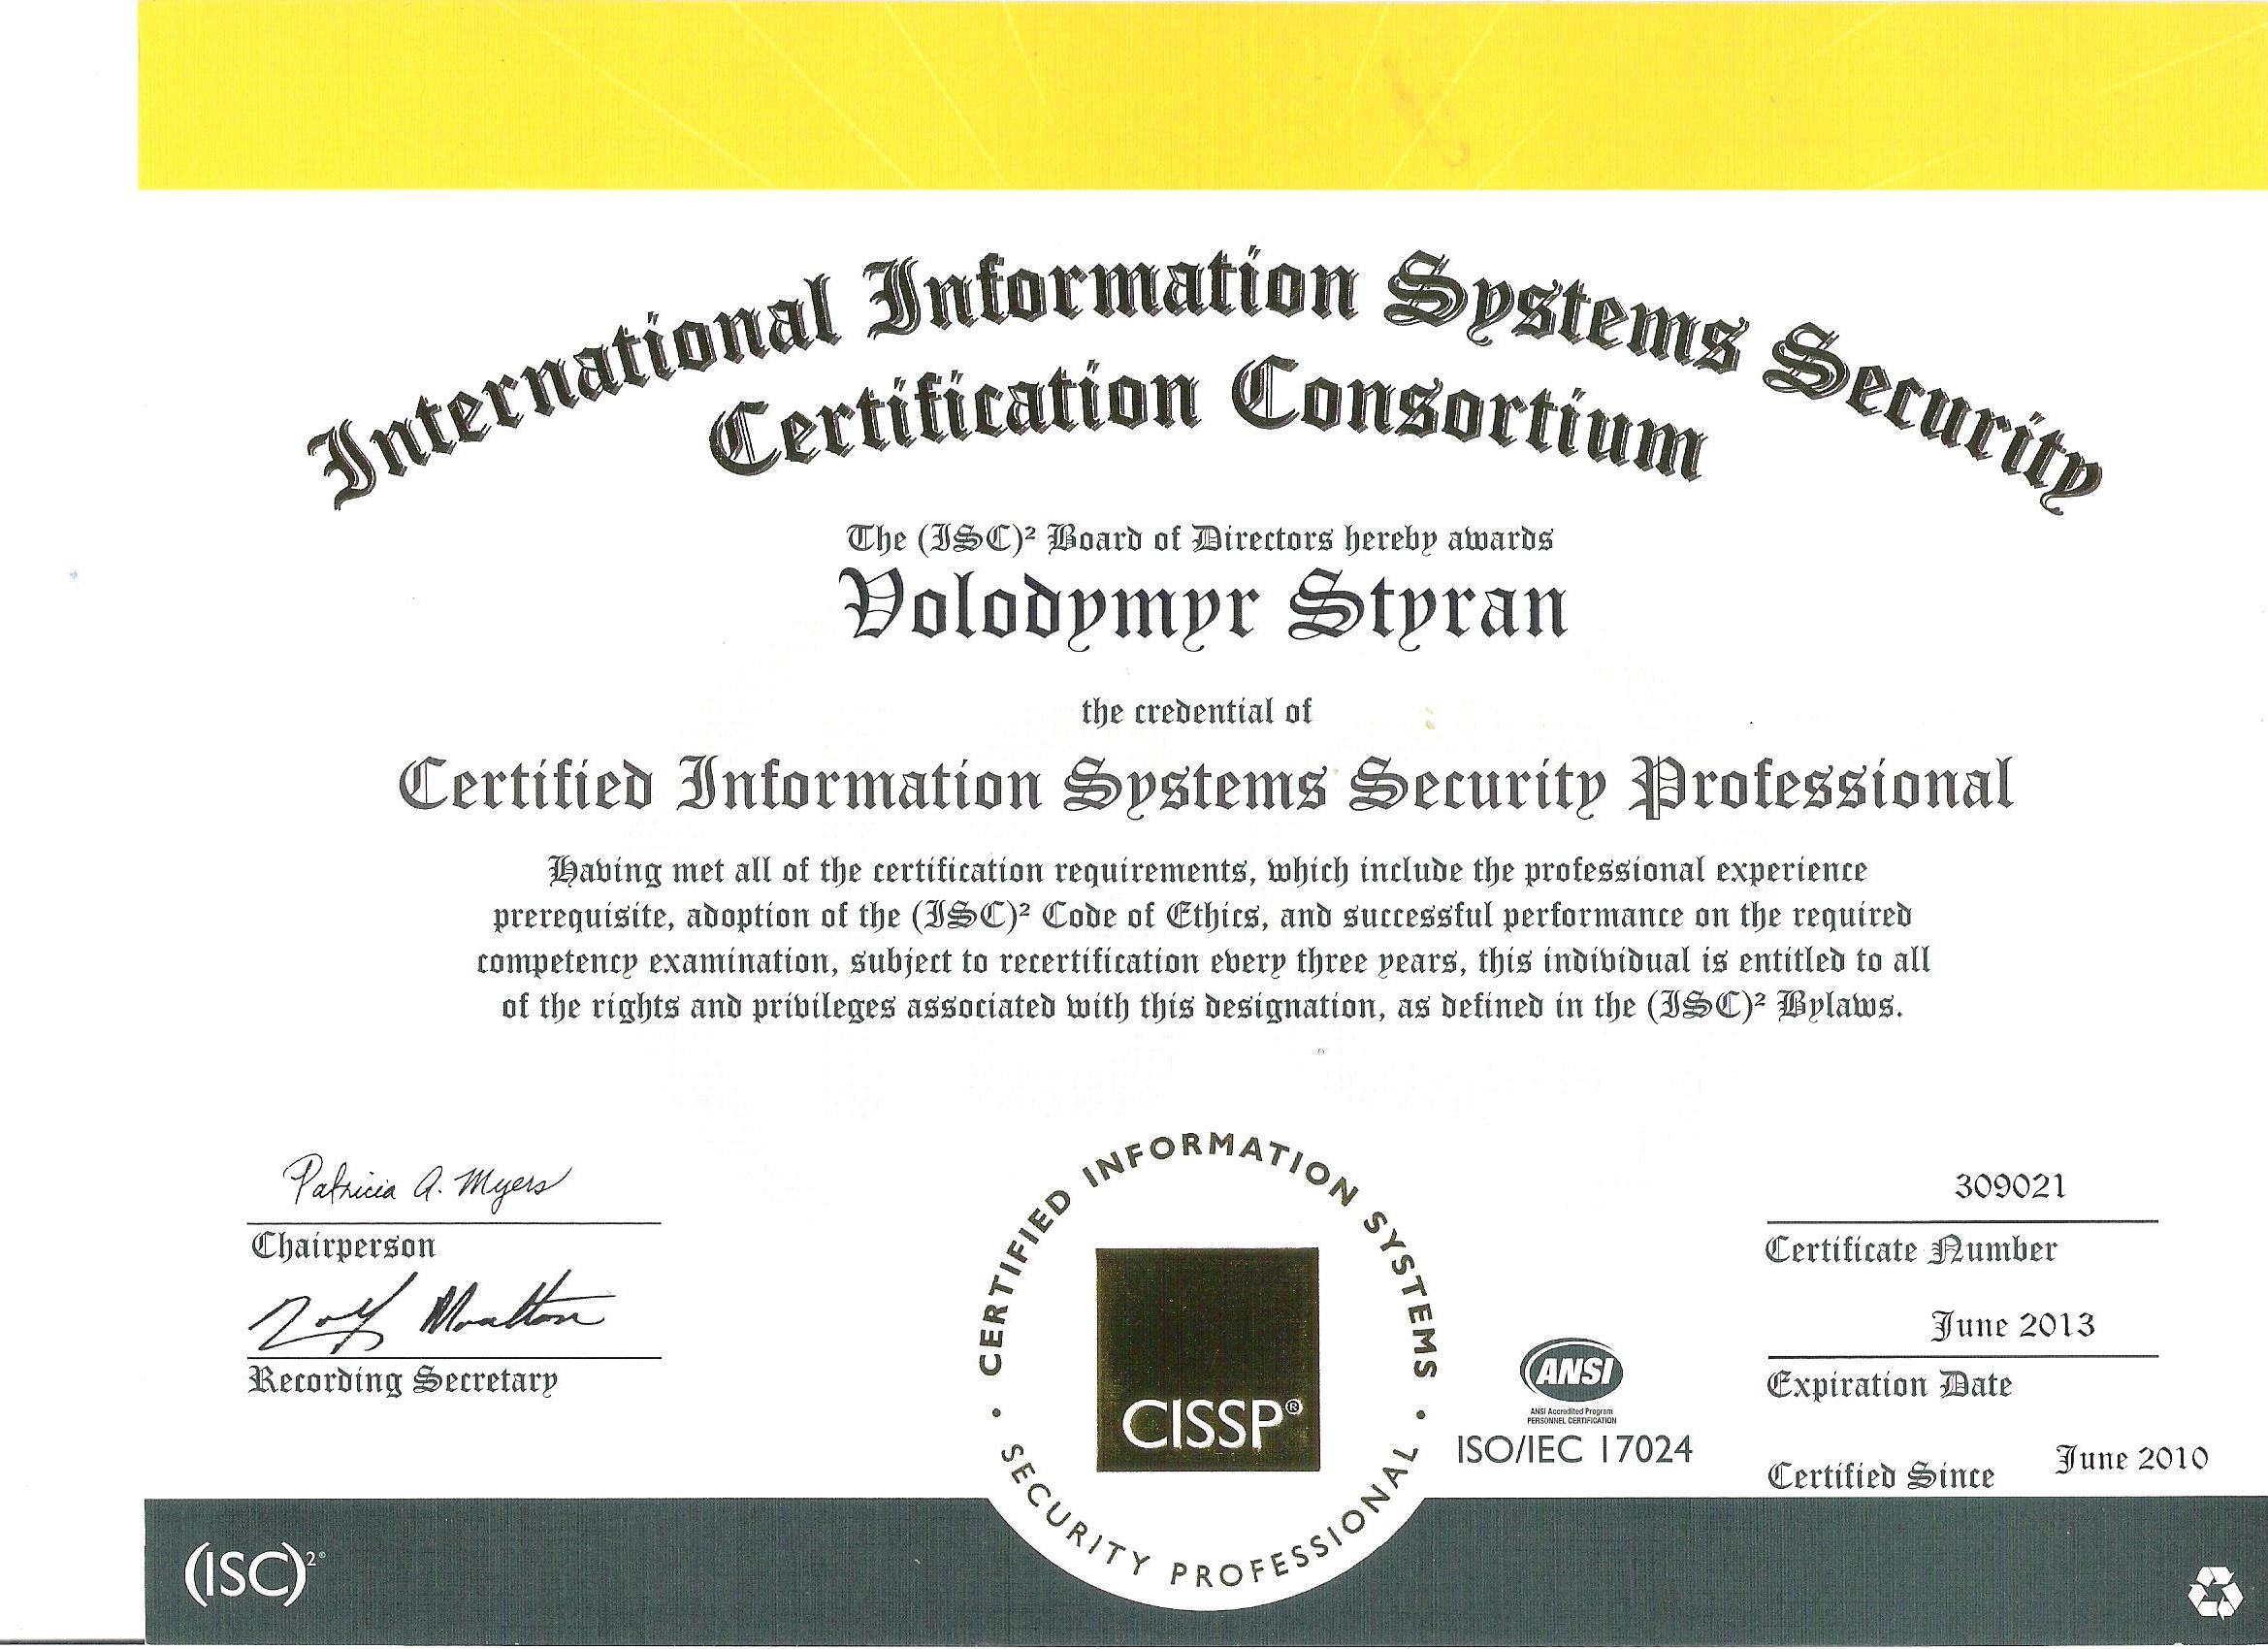 International Information Systems Security
Certification Consortium
The (ISC)² Board of Directors hereby awards
Volodymyr Styran
the credential of
Certified Information Systems Security Professional
Having met all of the certification requirements, which include the professional experience
prerequisite, adoption of the (ISC)² Code of Ethics, and successful performance on the required
competency examination, subject to recertification every three years, this individual is entitled to all
of the rights and privileges associated with this designation, as defined in the (ISC)² Bylaws.
Patricia A. Myers
Chairperson
Moulton
Recording Secretary
• CERTIFIED INFORMATION SYSTEMS •
SECURITY PROFESSIONAL
CISSP®
ANSI
ANSI Accredited Program
PERSONNEL CERTIFICATION
ISO/IEC 17024
309021
Certificate Number
June 2013
Expiration Date
Certified Since June 2010
(ISC)²®